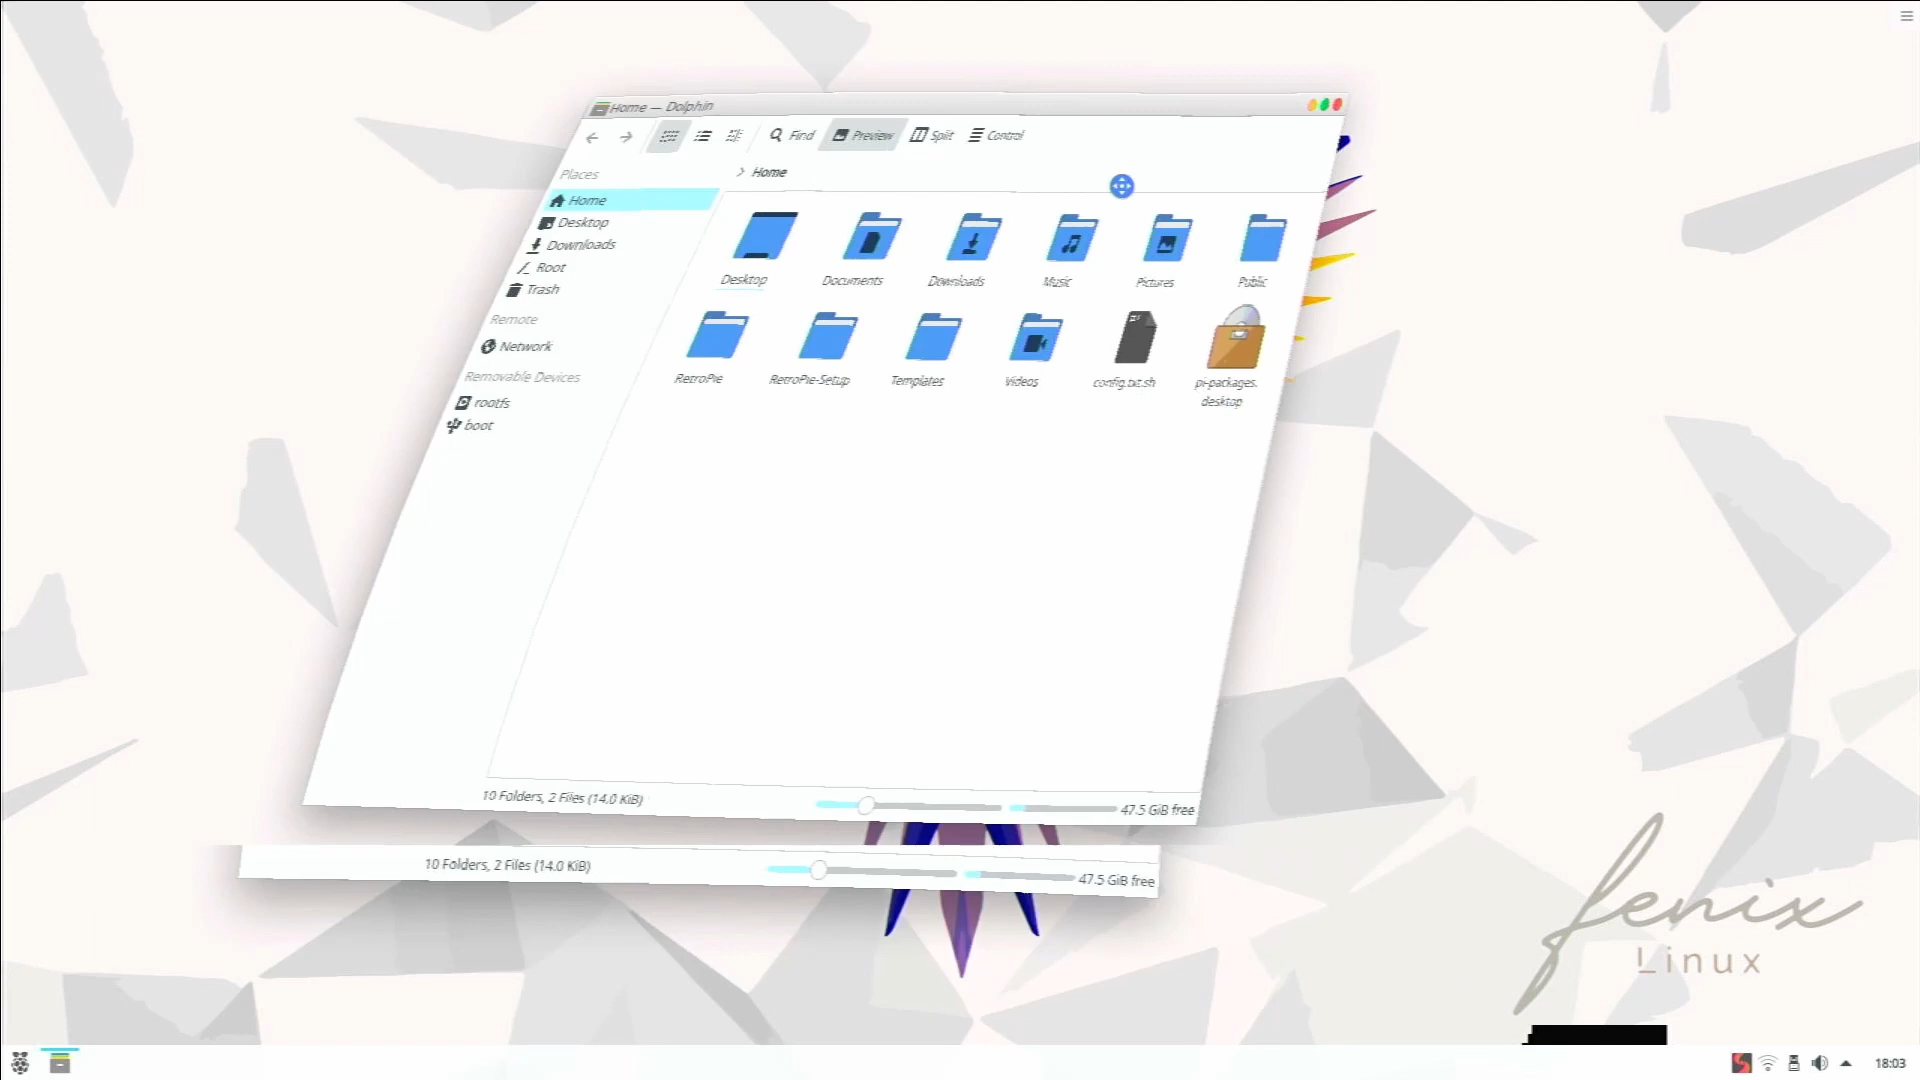 Home — Dolphin
Find
Preview
Split
Control
Places
Home
Home
Desktop
Downloads
Root
Trash
Remote
Network
Removable Devices
rootfs
boot
Desktop
Documents
Downloads
Music
Pictures
Public
RetroPie
RetroPie-Setup
Templates
Videos
config.txt.sh
pi-packages.
desktop
10 Folders, 2 Files (14.0 KiB)
47.5 GiB free
10 Folders, 2 Files (14.0 KiB)
47.5 GiB free
fenix
Linux
18:03